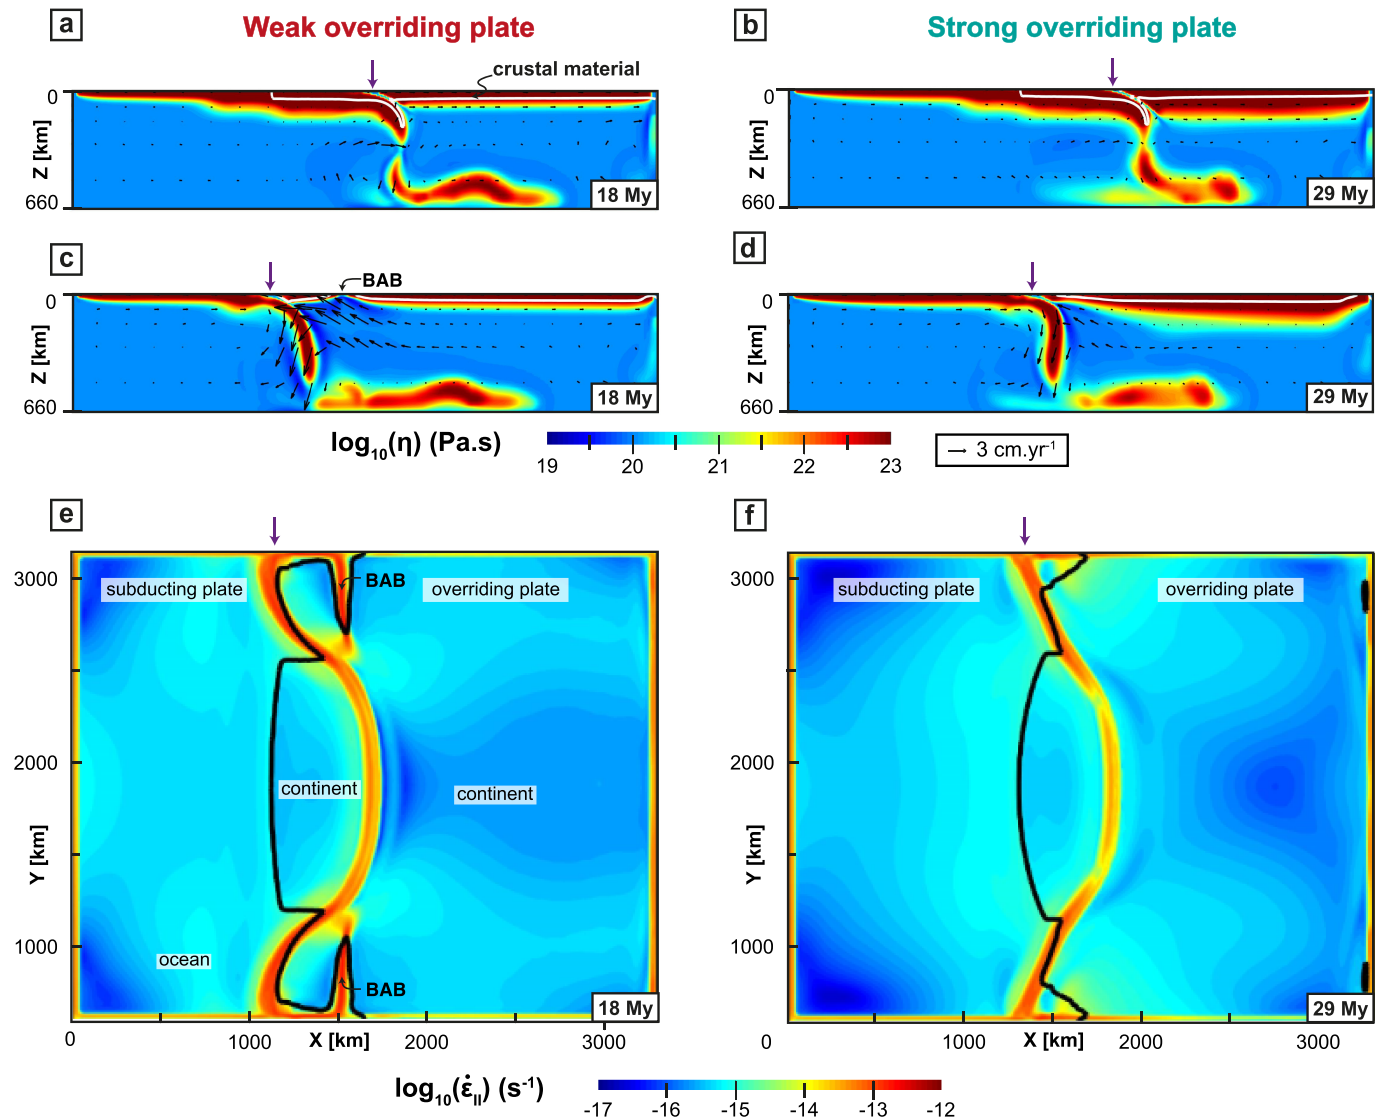 a
Weak overriding plate
b
Strong overriding plate
crustal material
0
Z [km]
660
18 My
0
Z [km]
660
29 My
c
BAB
d
0
Z [km]
660
18 My
0
Z [km]
660
29 My
log₁₀(η) (Pa.s)
19 20 21 22 23
→ 3 cm.yr⁻¹
e
f
3000
subducting plate
BAB
overriding plate
2000
continent
continent
Y [km]
1000
ocean
BAB
18 My
0 1000 X [km] 2000 3000
3000
subducting plate
overriding plate
2000
Y [km]
1000
29 My
0 1000 X [km] 2000 3000
log₁₀(ε̇II) (s⁻¹)
-17 -16 -15 -14 -13 -12